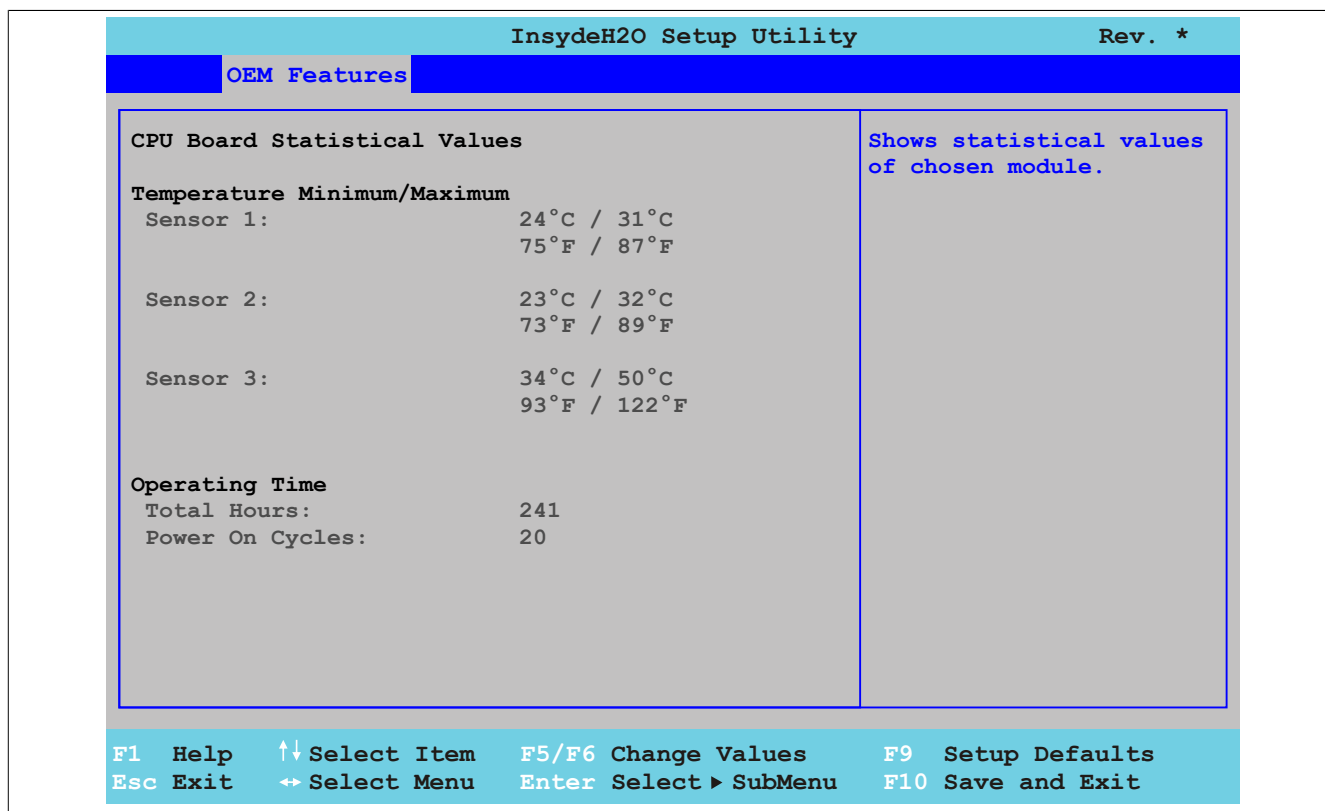 InsydeH2O Setup Utility Rev. *
OEM Features
CPU Board Statistical Values
Shows statistical values
of chosen module.
Temperature Minimum/Maximum
Sensor 1: 24°C / 31°C
75°F / 87°F
Sensor 2: 23°C / 32°C
73°F / 89°F
Sensor 3: 34°C / 50°C
93°F / 122°F
Operating Time
Total Hours: 241
Power On Cycles: 20
F1 Help ↑↓ Select Item F5/F6 Change Values F9 Setup Defaults
Esc Exit ↔ Select Menu Enter Select ► SubMenu F10 Save and Exit